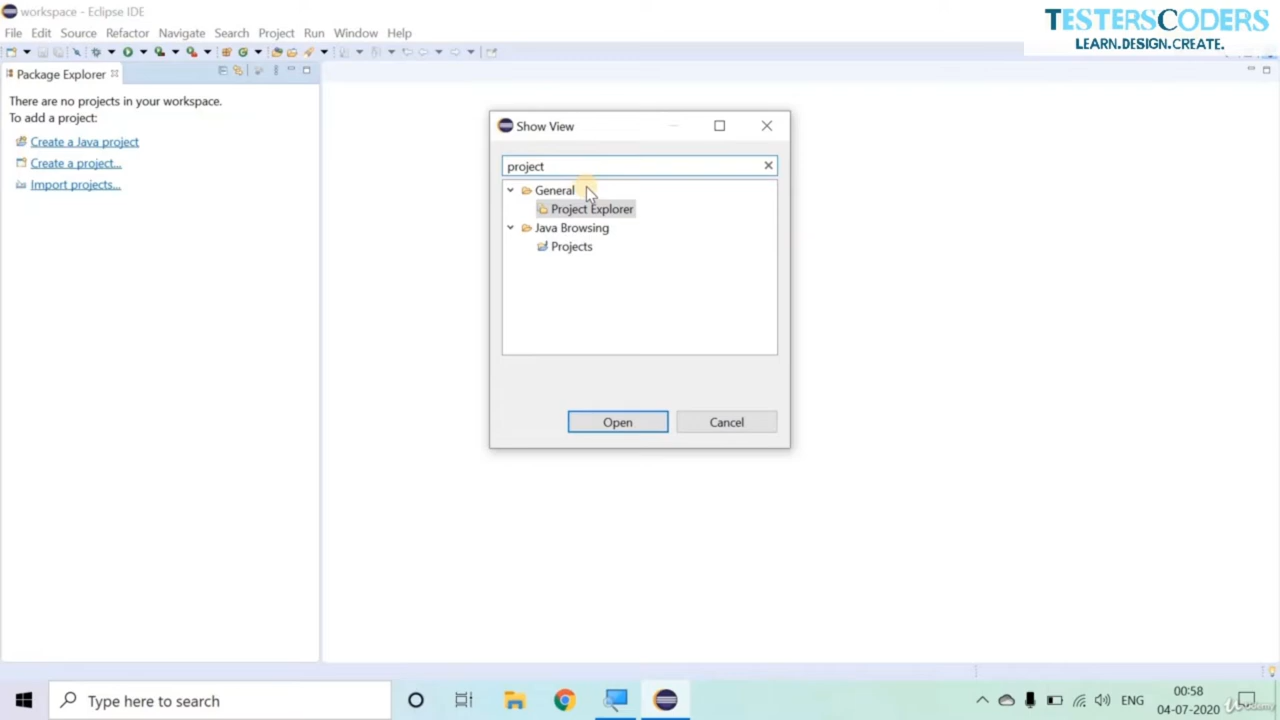 workspace - Eclipse IDE
TESTERSCODERS
LEARN.DESIGN.CREATE.
File Edit Source Refactor Navigate Search Project Run Window Help
Package Explorer
There are no projects in your workspace.
To add a project:
Create a Java project
Create a project...
Import projects...
Show View
project
General
Project Explorer
Java Browsing
Projects
Open Cancel
Type here to search
ENG
00:58
04-07-2020
Udemy